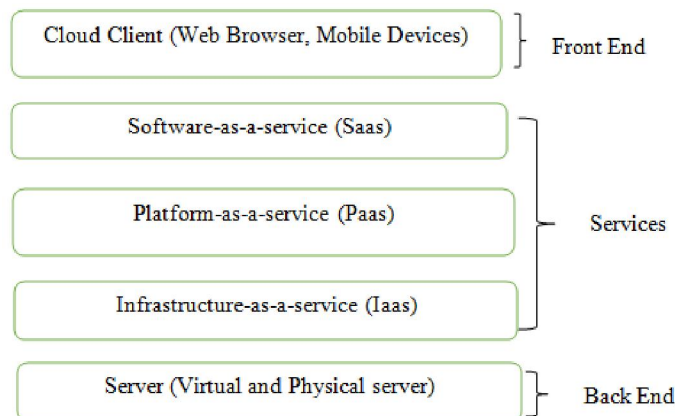 Cloud Client (Web Browser, Mobile Devices)
Front End
Software-as-a-service (Saas)
Platform-as-a-service (Paas)
Services
Infrastructure-as-a-service (Iaas)
Server (Virtual and Physical server)
Back End